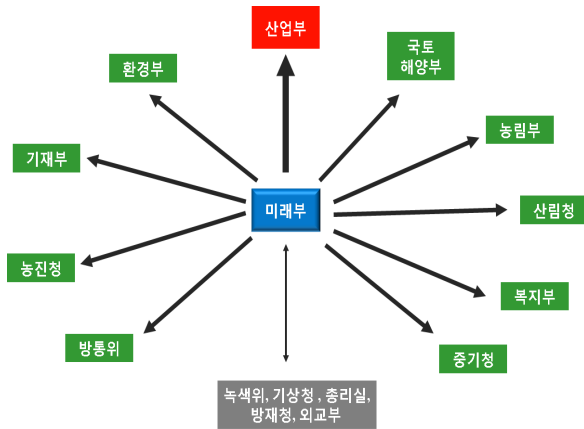 산업부
국토
해양부
환경부
농림부
기재부
미래부
산림청
농진청
복지부
방통위
중기청
녹색위, 기상청 , 총리실,
방재청, 외교부